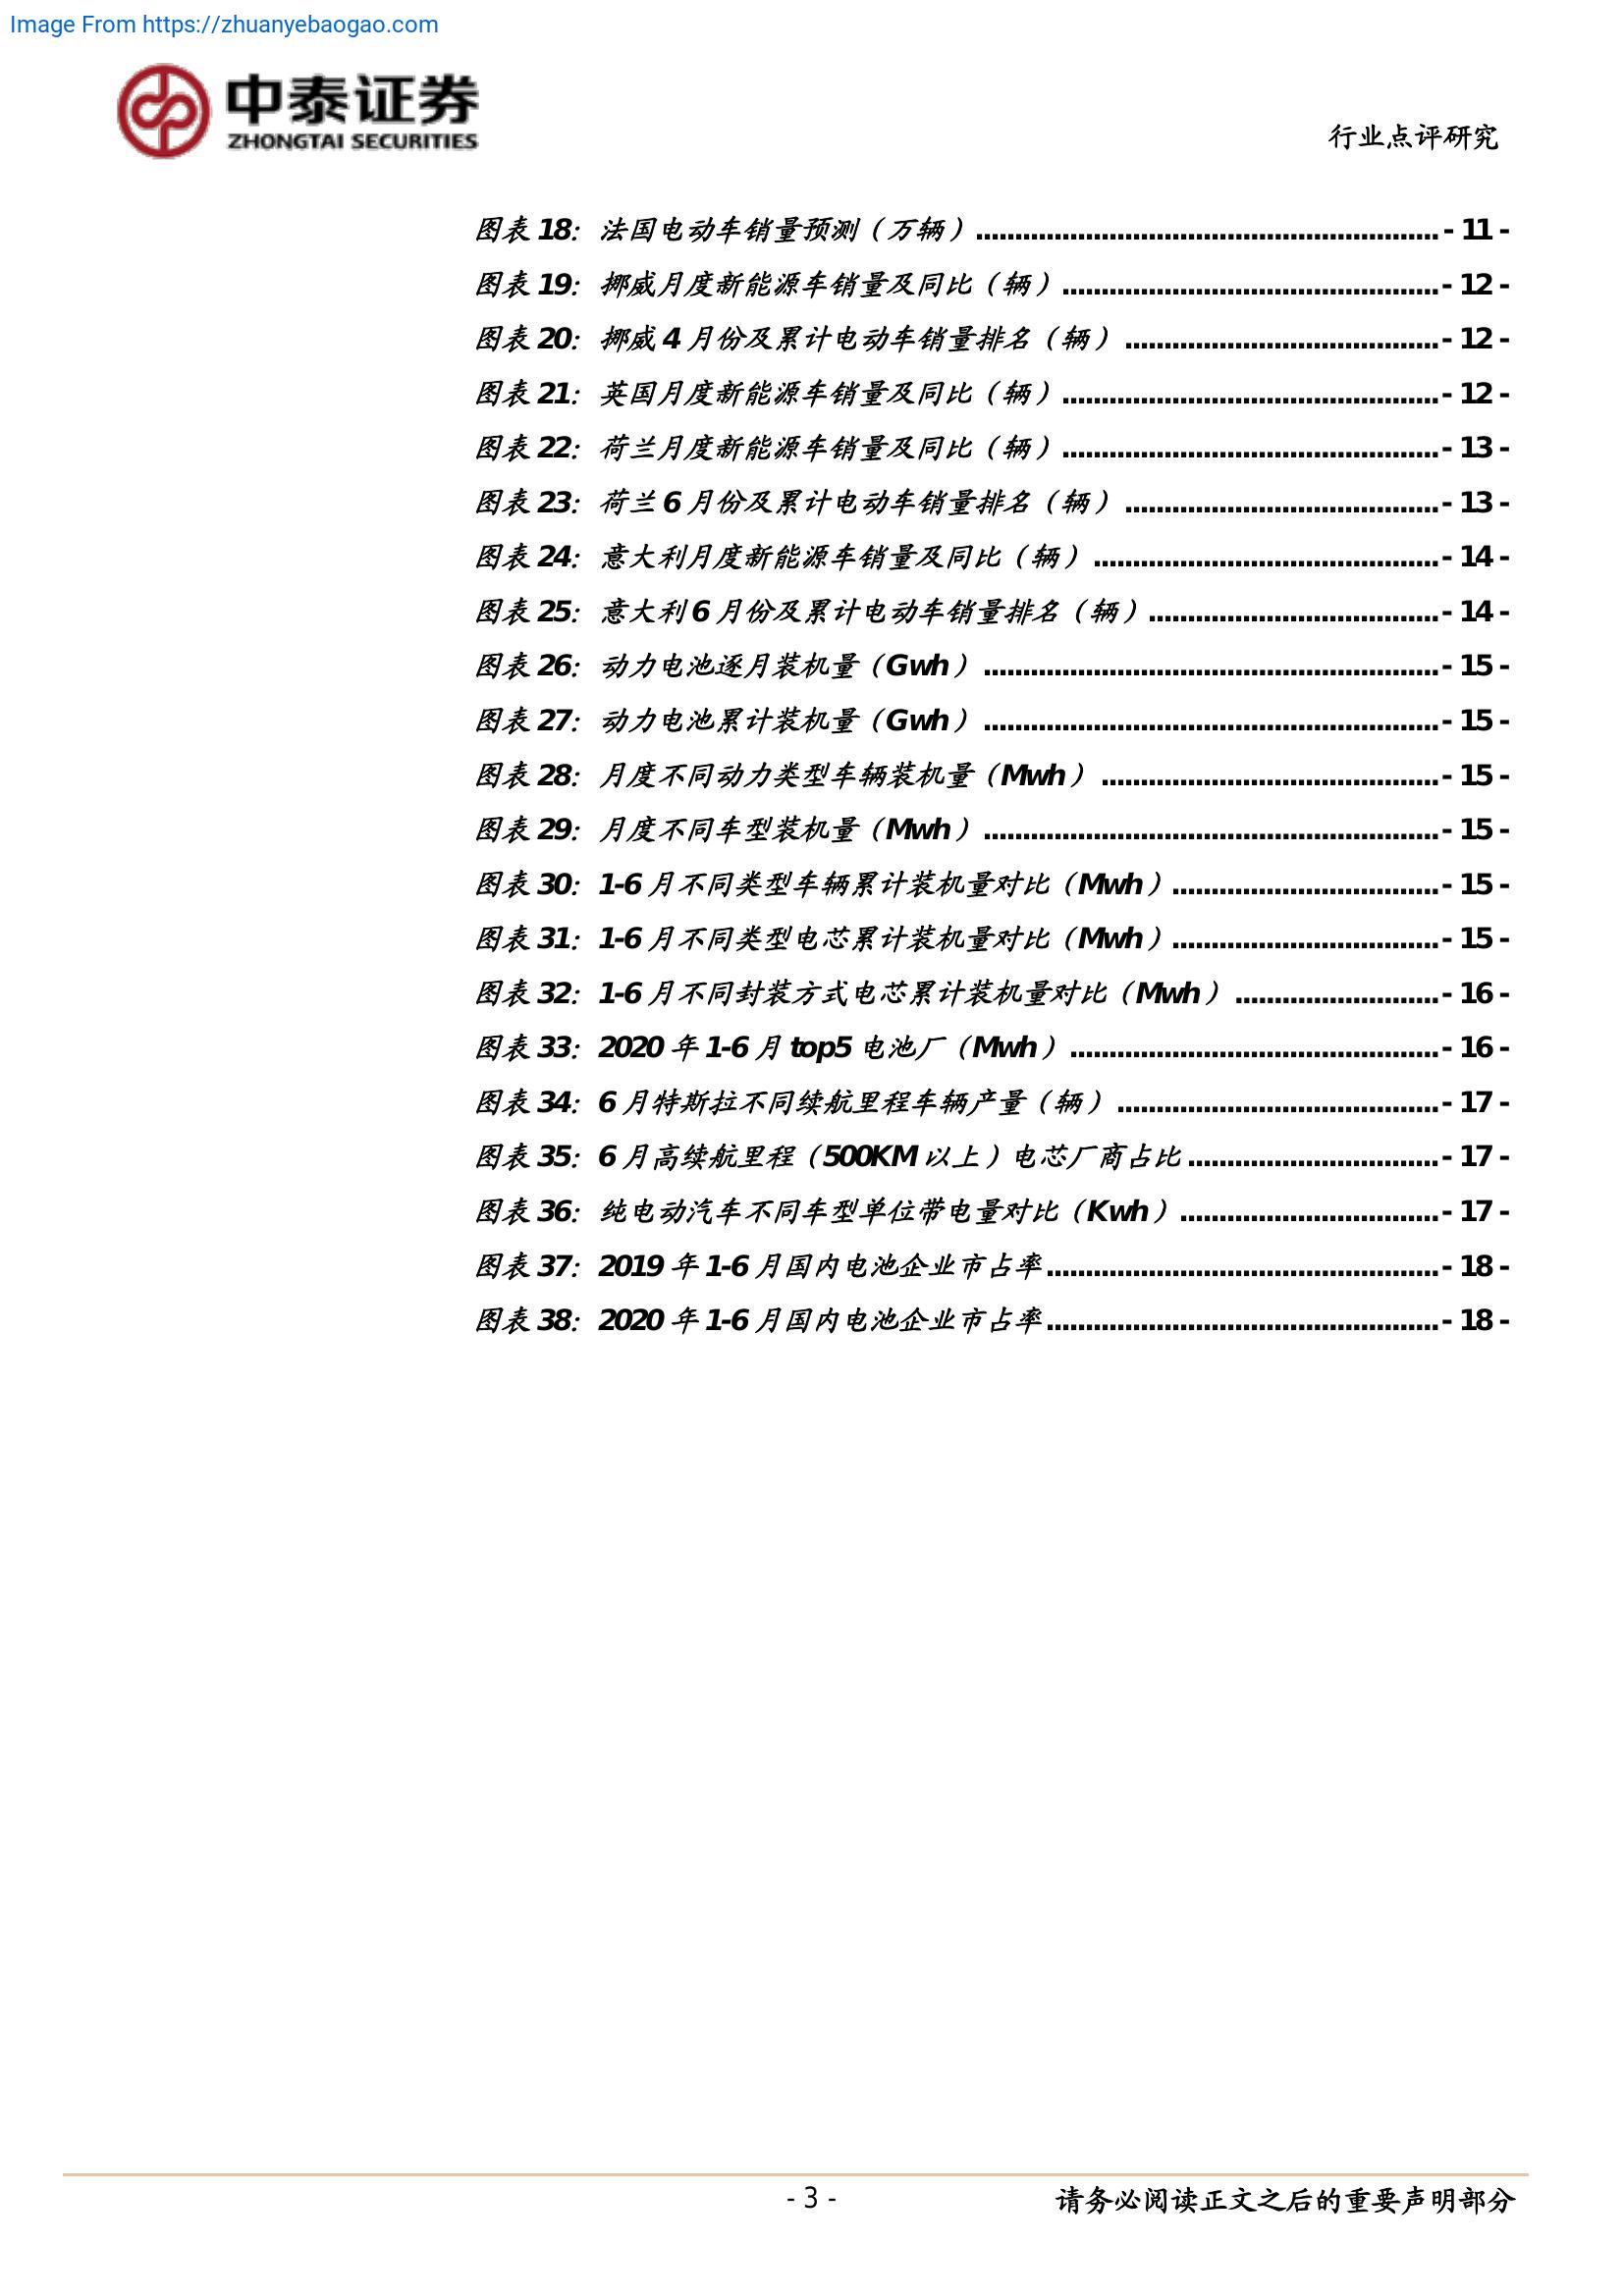 Image From https://zhuanyebaogao.com
中泰证券
ZHONGTAI SECURITIES
行业点评研究
图表 18：法国电动车销量预测（万辆）...........................................................- 11 -
图表 19：挪威月度新能源车销量及同比（辆）................................................- 12 -
图表 20：挪威 4 月份及累计电动车销量排名（辆）........................................- 12 -
图表 21：英国月度新能源车销量及同比（辆）................................................- 12 -
图表 22：荷兰月度新能源车销量及同比（辆）................................................- 13 -
图表 23：荷兰 6 月份及累计电动车销量排名（辆）........................................- 13 -
图表 24：意大利月度新能源车销量及同比（辆）............................................- 14 -
图表 25：意大利 6 月份及累计电动车销量排名（辆）.....................................- 14 -
图表 26：动力电池逐月装机量（Gwh）..........................................................- 15 -
图表 27：动力电池累计装机量（Gwh）..........................................................- 15 -
图表 28：月度不同动力类型车辆装机量（Mwh）...........................................- 15 -
图表 29：月度不同车型装机量（Mwh）..........................................................- 15 -
图表 30：1-6 月不同类型车辆累计装机量对比（Mwh）..................................- 15 -
图表 31：1-6 月不同类型电芯累计装机量对比（Mwh）..................................- 15 -
图表 32：1-6 月不同封装方式电芯累计装机量对比（Mwh）..........................- 16 -
图表 33：2020 年 1-6 月 top5 电池厂（Mwh）...............................................- 16 -
图表 34：6 月特斯拉不同续航里程车辆产量（辆）.........................................- 17 -
图表 35：6 月高续航里程（500KM 以上）电芯厂商占比................................- 17 -
图表 36：纯电动汽车不同车型单位带电量对比（Kwh）.................................- 17 -
图表 37：2019 年 1-6 月国内电池企业市占率..................................................- 18 -
图表 38：2020 年 1-6 月国内电池企业市占率..................................................- 18 -
- 3 -
请务必阅读正文之后的重要声明部分